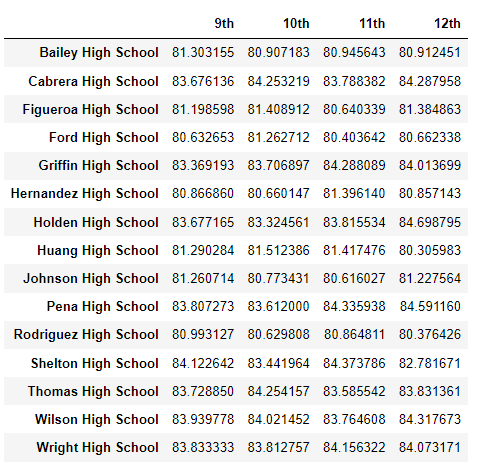 9th 10th 11th 12th
Bailey High School 81.303155 80.907183 80.945643 80.912451
Cabrera High School 83.676136 84.253219 83.788382 84.287958
Figueroa High School 81.198598 81.408912 80.640339 81.384863
Ford High School 80.632653 81.262712 80.403642 80.662338
Griffin High School 83.369193 83.706897 84.288089 84.013699
Hernandez High School 80.866860 80.660147 81.396140 80.857143
Holden High School 83.677165 83.324561 83.815534 84.698795
Huang High School 81.290284 81.512386 81.417476 80.305983
Johnson High School 81.260714 80.773431 80.616027 81.227564
Pena High School 83.807273 83.612000 84.335938 84.591160
Rodriguez High School 80.993127 80.629808 80.864811 80.376426
Shelton High School 84.122642 83.441964 84.373786 82.781671
Thomas High School 83.728850 84.254157 83.585542 83.831361
Wilson High School 83.939778 84.021452 83.764608 84.317673
Wright High School 83.833333 83.812757 84.156322 84.073171